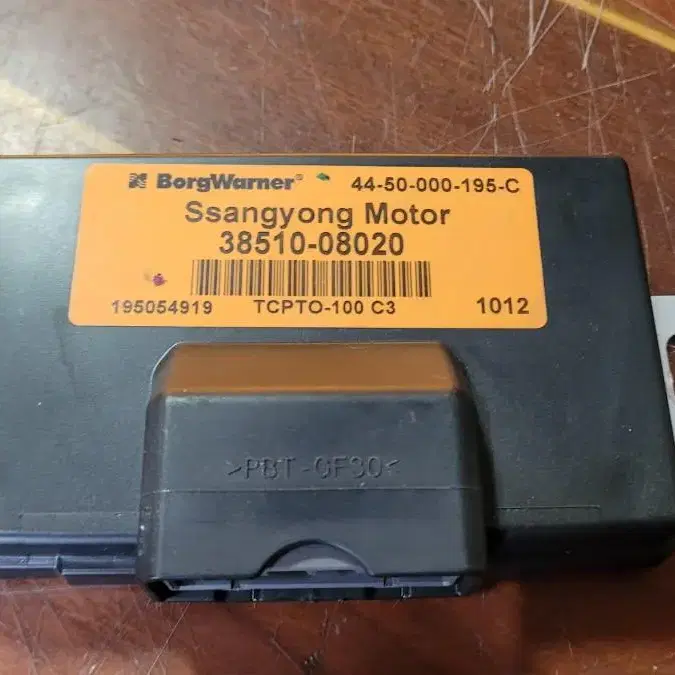 BorgWarner® 44-50-000-195-C
Ssangyong Motor
38510-08020
195054919 TCPTO-100 C3 1012
>PBT-GF30<